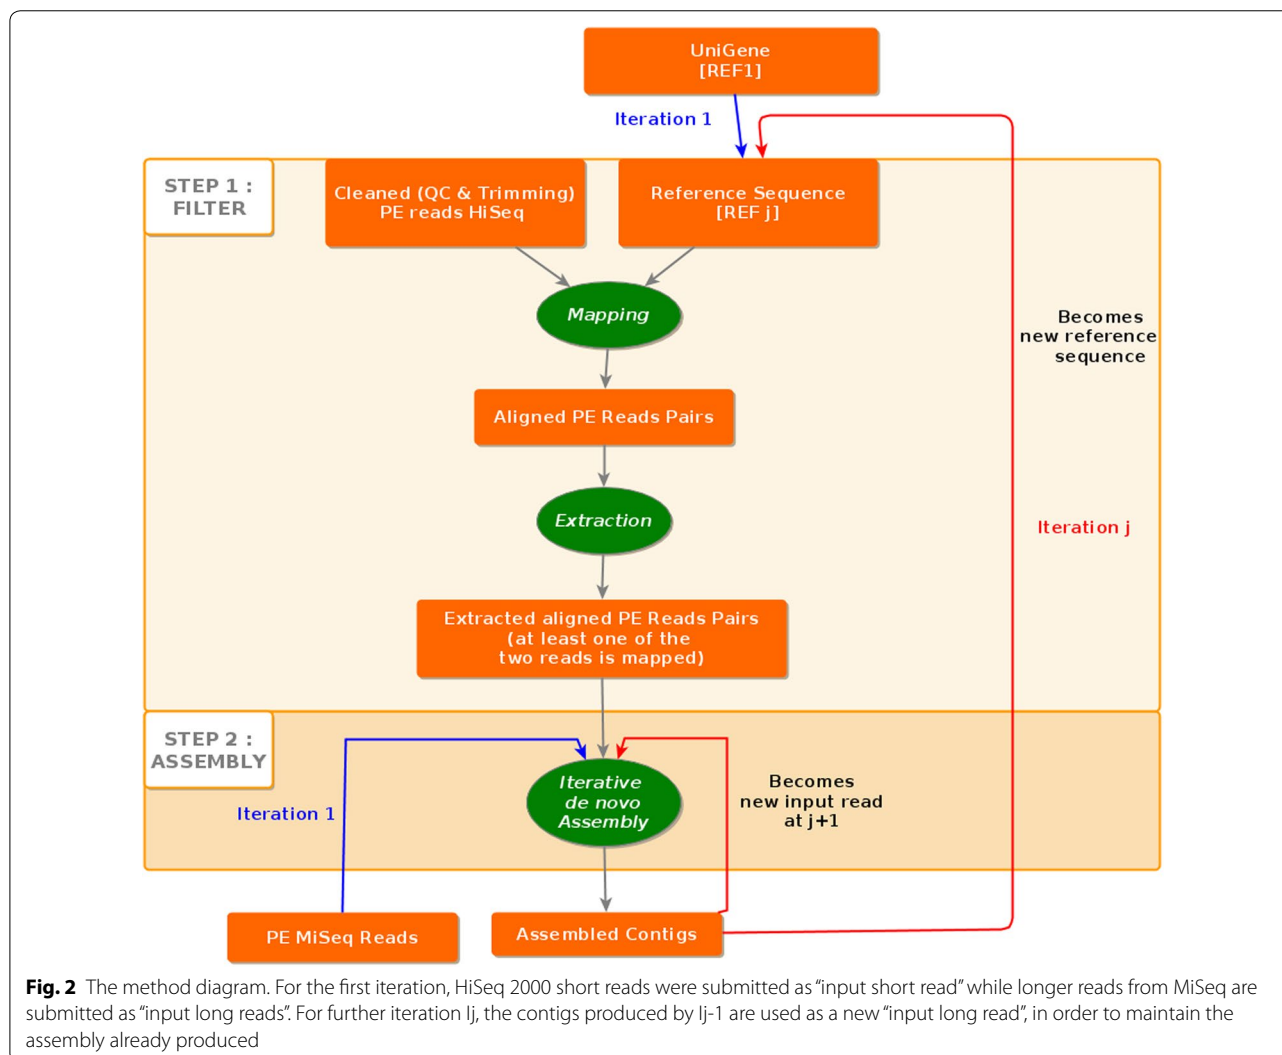 UniGene
[REF1]
Iteration 1
STEP 1 :
FILTER
Cleaned (QC & Trimming)
PE reads HiSeq
Reference Sequence
[REF j]
Mapping
Becomes
new reference
sequence
Aligned PE Reads Pairs
Extraction
Iteration j
Extracted aligned PE Reads Pairs
(at least one of the
two reads is mapped)
STEP 2 :
ASSEMBLY
Iteration 1
Iterative
de novo
Assembly
Becomes
new input read
at j+1
PE MiSeq Reads
Assembled Contigs
Fig. 2 The method diagram. For the first iteration, HiSeq 2000 short reads were submitted as “input short read” while longer reads from MiSeq are
submitted as “input long reads”. For further iteration Ij, the contigs produced by Ij-1 are used as a new “input long read”, in order to maintain the
assembly already produced